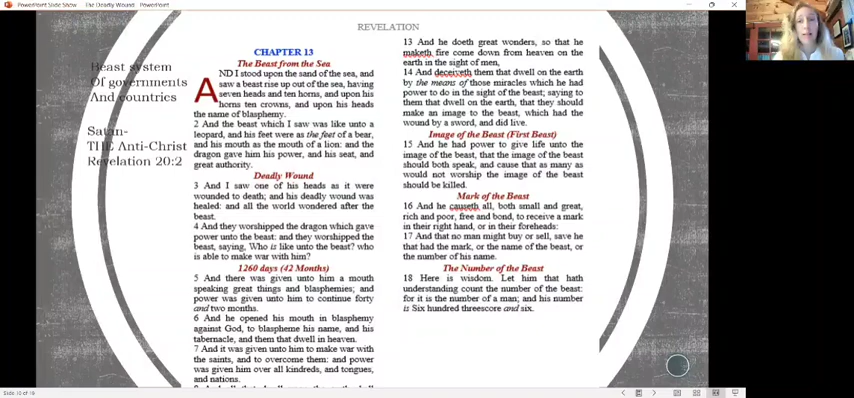 PowerPoint Slide Show - The Deadly Wound - PowerPoint
REVELATION
Beast system
Of governments
And countries
Satan-
THE Anti-Christ
Revelation 20:2
CHAPTER 13
The Beast from the Sea
AND I stood upon the sand of the sea, and
saw a beast rise up out of the sea, having
seven heads and ten horns, and upon his
horns ten crowns, and upon his heads
the name of blasphemy.
2 And the beast which I saw was like unto a
leopard, and his feet were as the feet of a bear,
and his mouth as the mouth of a lion: and the
dragon gave him his power, and his seat, and
great authority.
Deadly Wound
3 And I saw one of his heads as it were
wounded to death; and his deadly wound was
healed: and all the world wondered after the
beast.
4 And they worshipped the dragon which gave
power unto the beast: and they worshipped the
beast, saying, Who is like unto the beast? who
is able to make war with him?
1260 days (42 Months)
5 And there was given unto him a mouth
speaking great things and blasphemies; and
power was given unto him to continue forty
and two months.
6 And he opened his mouth in blasphemy
against God, to blaspheme his name, and his
tabernacle, and them that dwell in heaven.
7 And it was given unto him to make war with
the saints, and to overcome them: and power
was given him over all kindreds, and tongues,
and nations.
13 And he doeth great wonders, so that he
maketh fire come down from heaven on the
earth in the sight of men,
14 And deceiveth them that dwell on the earth
by the means of those miracles which he had
power to do in the sight of the beast; saying to
them that dwell on the earth, that they should
make an image to the beast, which had the
wound by a sword, and did live.
Image of the Beast (First Beast)
15 And he had power to give life unto the
image of the beast, that the image of the beast
should both speak, and cause that as many as
would not worship the image of the beast
should be killed.
Mark of the Beast
16 And he causeth all, both small and great,
rich and poor, free and bond, to receive a mark
in their right hand, or in their foreheads:
17 And that no man might buy or sell, save he
that had the mark, or the name of the beast, or
the number of his name.
The Number of the Beast
18 Here is wisdom. Let him that hath
understanding count the number of the beast:
for it is the number of a man; and his number
is Six hundred threescore and six.